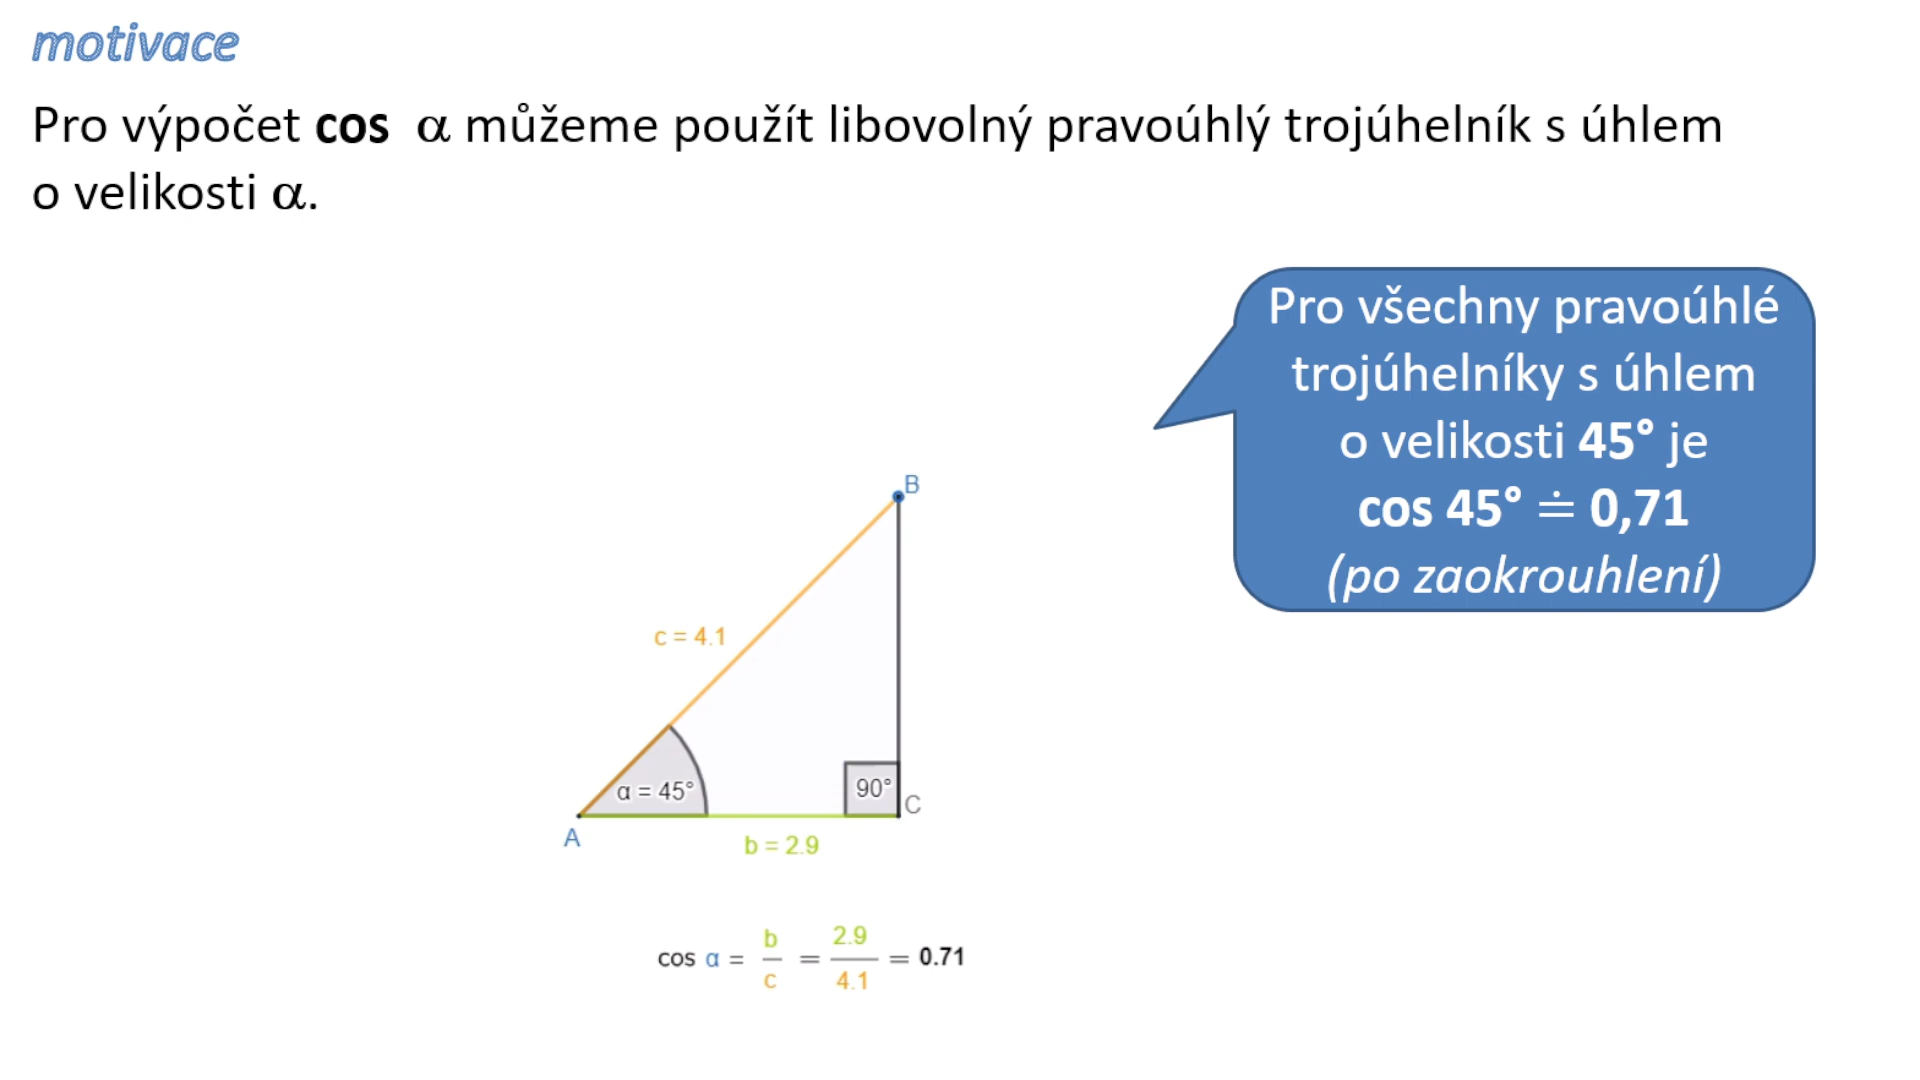 motivace
Pro výpočet cos α můžeme použít libovolný pravoúhlý trojúhelník s úhlem
o velikosti α.
Pro všechny pravoúhlé
trojúhelníky s úhlem
o velikosti 45° je
cos 45° ≐ 0,71
(po zaokrouhlení)
B
c = 4.1
α = 45°
90°
C
A
b = 2.9
cos α = b/c = 2.9/4.1 = 0.71